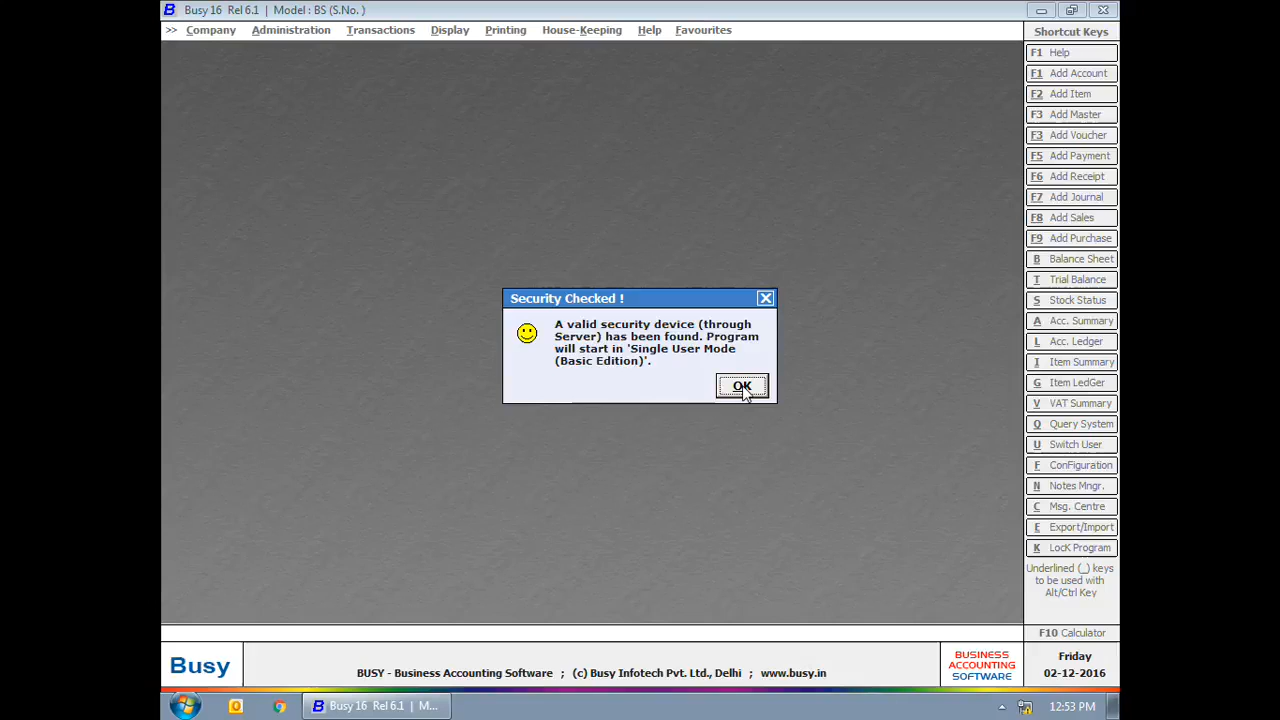 Busy 16 Rel 6.1 | Model : BS (S.No. )
>> Company Administration Transactions Display Printing House-Keeping Help Favourites
Shortcut Keys
F1 Help
F1 Add Account
F2 Add Item
F3 Add Master
F3 Add Voucher
F5 Add Payment
F6 Add Receipt
F7 Add Journal
F8 Add Sales
F9 Add Purchase
B Balance Sheet
T Trial Balance
S Stock Status
A Acc. Summary
L Acc. Ledger
I Item Summary
G Item LedGer
V VAT Summary
Q Query System
U Switch User
F ConFiguration
N Notes Mngr.
C Msg. Centre
E Export/Import
K LocK Program
Underlined (_) keys
to be used with
Alt/Ctrl Key
F10 Calculator
Security Checked !
A valid security device (through
Server) has been found. Program
will start in 'Single User Mode
(Basic Edition)'.
OK
Busy
BUSY - Business Accounting Software ; (c) Busy Infotech Pvt. Ltd., Delhi ; www.busy.in
BUSINESS
ACCOUNTING
SOFTWARE
Friday
02-12-2016
Busy 16 Rel 6.1 | M...
12:53 PM